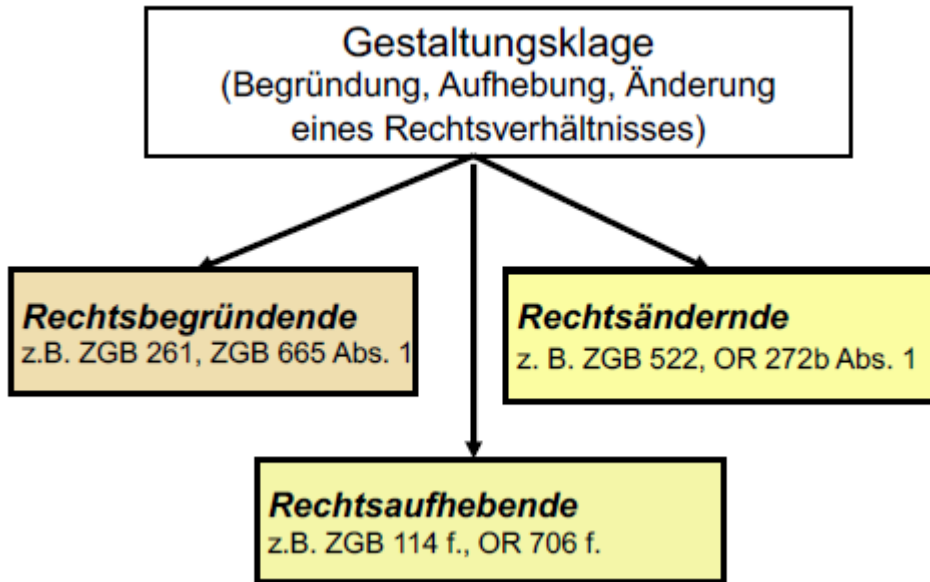 Gestaltungsklage
(Begründung, Aufhebung, Änderung
eines Rechtsverhältnisses)
Rechtsbegründende
z.B. ZGB 261, ZGB 665 Abs. 1
Rechtsändernde
z. B. ZGB 522, OR 272b Abs. 1
Rechtsaufhebende
z.B. ZGB 114 f., OR 706 f.